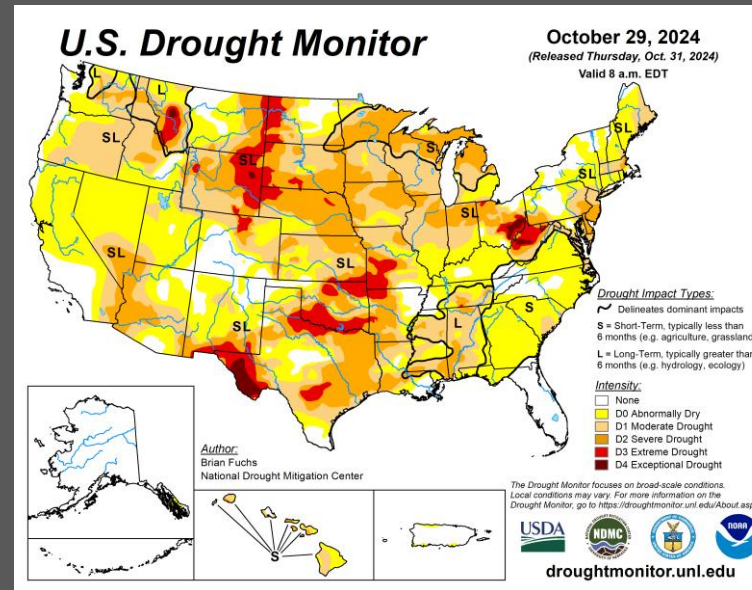 U.S. Drought Monitor
October 29, 2024
(Released Thursday, Oct. 31, 2024)
Valid 8 a.m. EDT
L
L
SL
SL
S
SL
SL
SL
SL
SL
SL
L
S
Drought Impact Types:
Delineates dominant impacts
S = Short-Term, typically less than
6 months (e.g. agriculture, grassland
L = Long-Term, typically greater than
6 months (e.g. hydrology, ecology)
Intensity:
None
D0 Abnormally Dry
D1 Moderate Drought
D2 Severe Drought
D3 Extreme Drought
D4 Exceptional Drought
Author:
Brian Fuchs
National Drought Mitigation Center
S
The Drought Monitor focuses on broad-scale conditions.
Local conditions may vary. For more information on the
Drought Monitor, go to https://droughtmonitor.unl.edu/About.asp
USDA
NDMC
NOAA
droughtmonitor.unl.edu